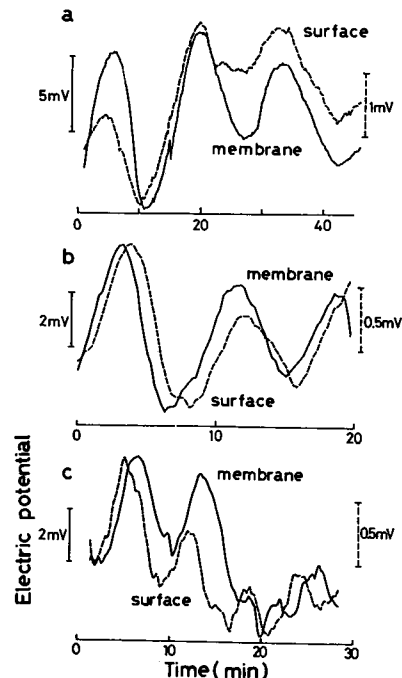 a
surface
5mV
1mV
membrane
0 20 40
b
membrane
2mV
0.5mV
surface
0 10 20
c
membrane
2mV
0.5mV
surface
0 10 20 30
Electric potential
Time(min)